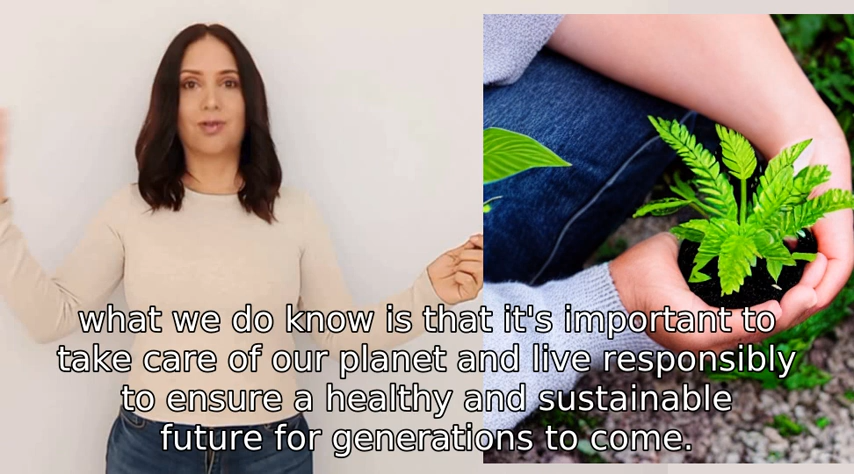 what we do know is that it's important to
take care of our planet and live responsibly
to ensure a healthy and sustainable
future for generations to come.